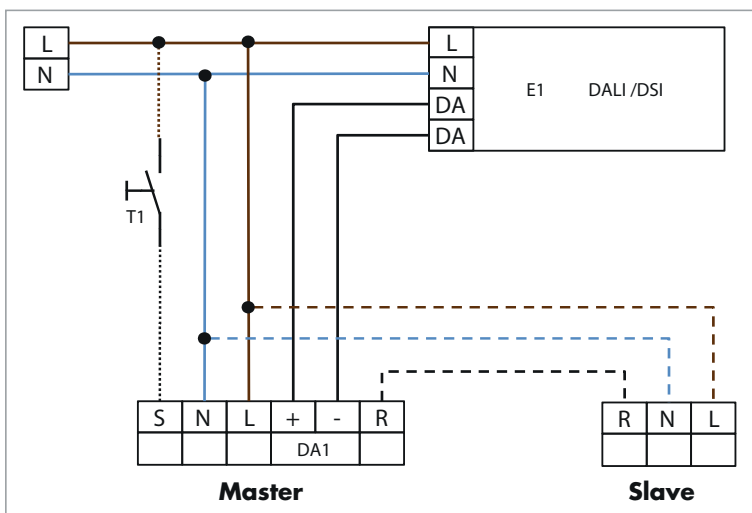 L
N
L
N
DA
DA
E1 DALI /DSI
T1
S N L + - R
R N L
DA1
Master
Slave